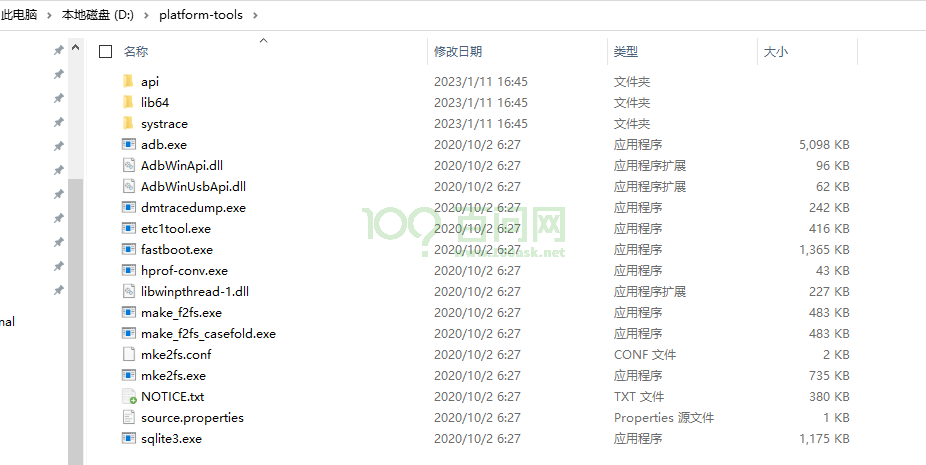 此电脑 › 本地磁盘 (D:) › platform-tools ›
名称 修改日期 类型 大小
api 2023/1/11 16:45 文件夹
lib64 2023/1/11 16:45 文件夹
systrace 2023/1/11 16:45 文件夹
adb.exe 2020/10/2 6:27 应用程序 5,098 KB
AdbWinApi.dll 2020/10/2 6:27 应用程序扩展 96 KB
AdbWinUsbApi.dll 2020/10/2 6:27 应用程序扩展 62 KB
dmtracedump.exe 2020/10/2 6:27 应用程序 242 KB
etc1tool.exe 2020/10/2 6:27 应用程序 416 KB
fastboot.exe 2020/10/2 6:27 应用程序 1,365 KB
hprof-conv.exe 2020/10/2 6:27 应用程序 43 KB
libwinpthread-1.dll 2020/10/2 6:27 应用程序扩展 227 KB
make_f2fs.exe 2020/10/2 6:27 应用程序 483 KB
make_f2fs_casefold.exe 2020/10/2 6:27 应用程序 483 KB
mke2fs.conf 2020/10/2 6:27 CONF 文件 2 KB
mke2fs.exe 2020/10/2 6:27 应用程序 735 KB
NOTICE.txt 2020/10/2 6:27 TXT 文件 380 KB
source.properties 2020/10/2 6:27 Properties 源文件 1 KB
sqlite3.exe 2020/10/2 6:27 应用程序 1,175 KB
nal
100? 百问网
www.100ask.net